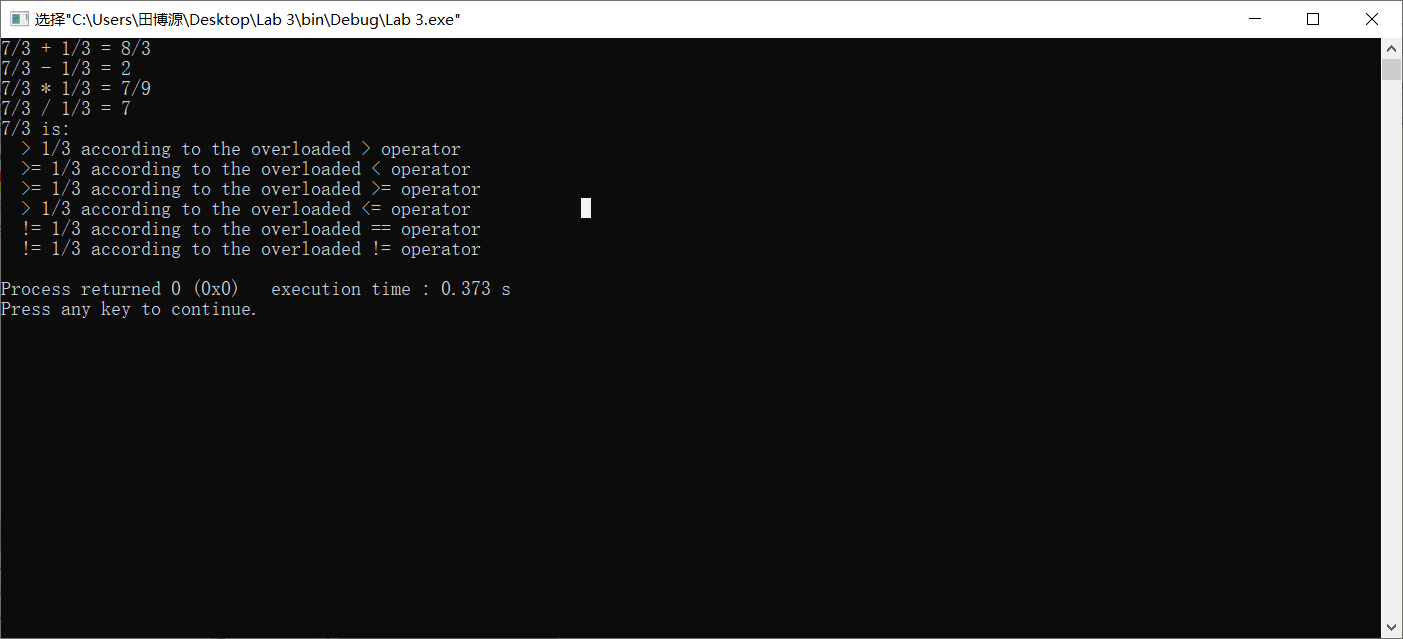 选择"C:\Users\田博源\Desktop\Lab 3\bin\Debug\Lab 3.exe"
7/3 + 1/3 = 8/3
7/3 - 1/3 = 2
7/3 * 1/3 = 7/9
7/3 / 1/3 = 7
7/3 is:
  > 1/3 according to the overloaded > operator
  >= 1/3 according to the overloaded < operator
  >= 1/3 according to the overloaded >= operator
  > 1/3 according to the overloaded <= operator
  != 1/3 according to the overloaded == operator
  != 1/3 according to the overloaded != operator

Process returned 0 (0x0)   execution time : 0.373 s
Press any key to continue.